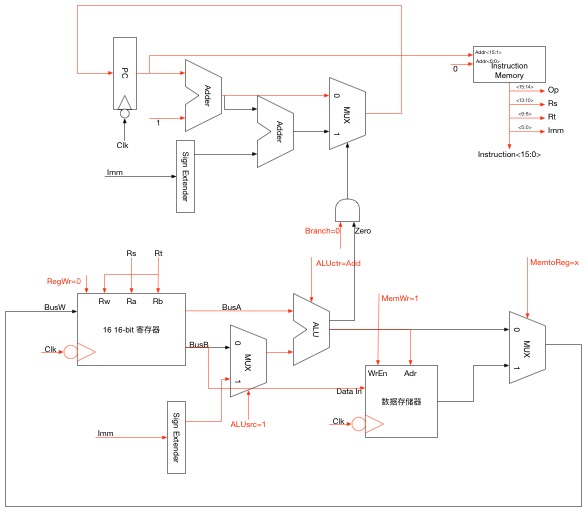 Addr<15:1>
Addr<0:0>
0
Instruction
Memory
<15:14>
Op
<13:10>
Rs
<9:6>
Rt
<5:0>
Imm
Instruction<15:0>
PC
Clk
Adder
1
Adder
0
MUX
1
Imm
Sign Extender
Branch=0
Zero
Rs
Rt
RegWr=0
ALUctr=Add
MemtoReg=x
MemWr=1
BusW
Rw
Ra
Rb
BusA
16 16-bit 寄存器
Clk
BusB
0
MUX
1
ALU
0
MUX
1
WrEn
Adr
Data In
数据存储器
Clk
ALUsrc=1
Imm
Sign Extender